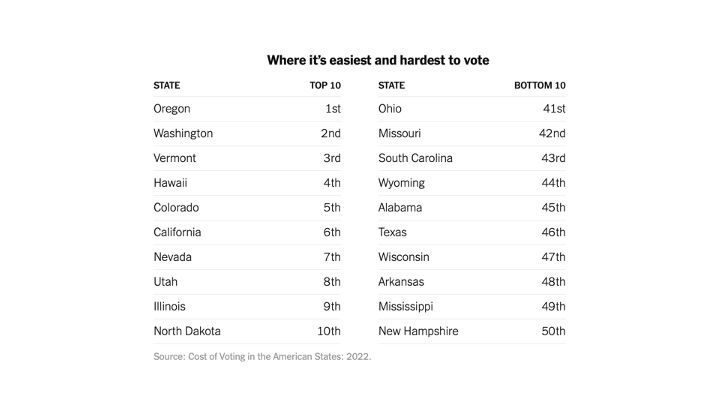 Where it's easiest and hardest to vote
STATE TOP 10 STATE BOTTOM 10
Oregon 1st Ohio 41st
Washington 2nd Missouri 42nd
Vermont 3rd South Carolina 43rd
Hawaii 4th Wyoming 44th
Colorado 5th Alabama 45th
California 6th Texas 46th
Nevada 7th Wisconsin 47th
Utah 8th Arkansas 48th
Illinois 9th Mississippi 49th
North Dakota 10th New Hampshire 50th
Source: Cost of Voting in the American States: 2022.